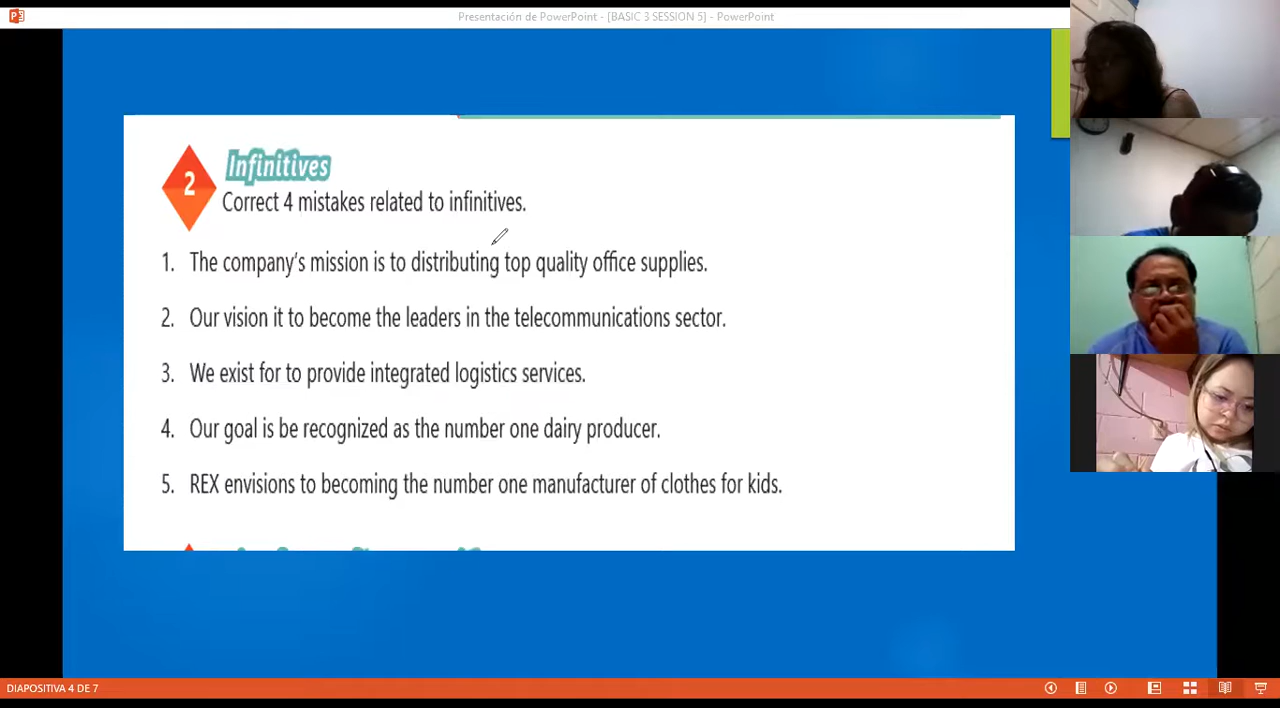 Presentación de PowerPoint - [BASIC 3 SESSION 5] - PowerPoint
2
Infinitives
Correct 4 mistakes related to infinitives.
1. The company's mission is to distributing top quality office supplies.
2. Our vision it to become the leaders in the telecommunications sector.
3. We exist for to provide integrated logistics services.
4. Our goal is be recognized as the number one dairy producer.
5. REX envisions to becoming the number one manufacturer of clothes for kids.
DIAPOSITIVA 4 DE 7